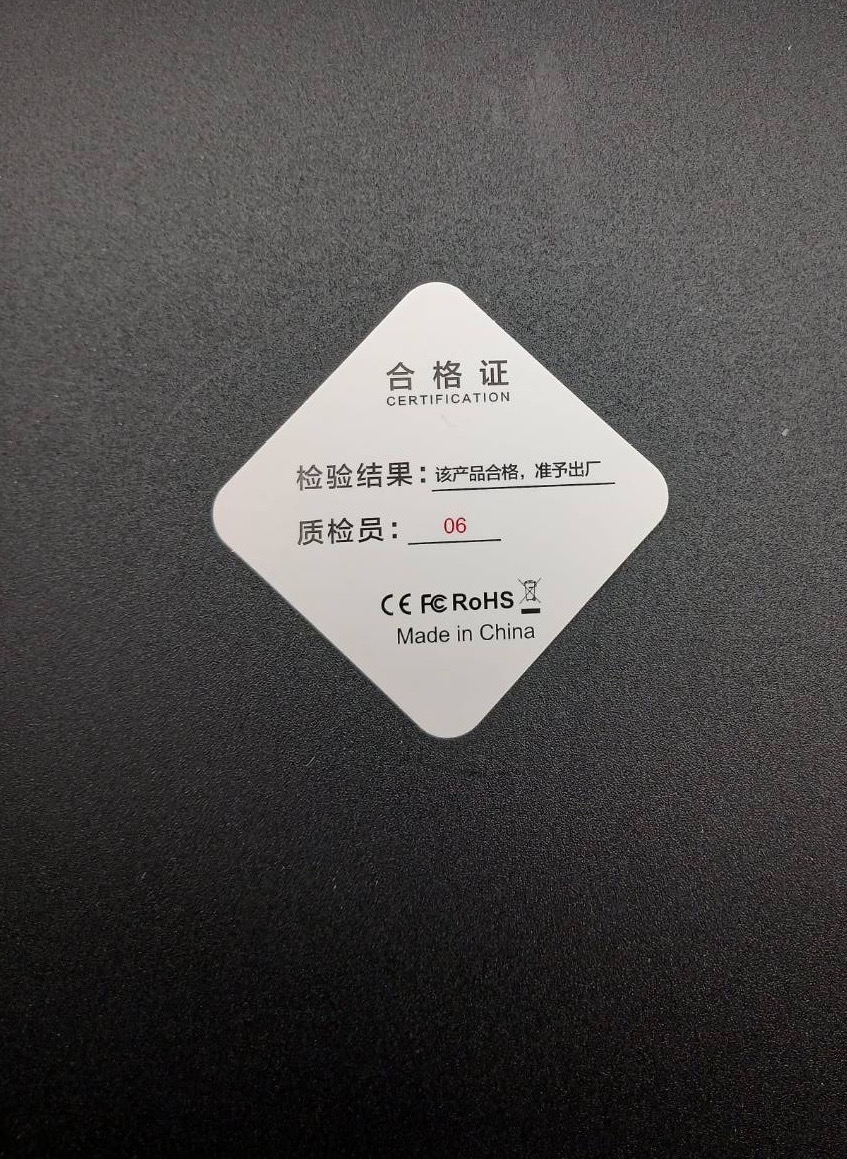 合格证
CERTIFICATION
检验结果：该产品合格，准予出厂
质检员：06
CE FC RoHS
Made in China